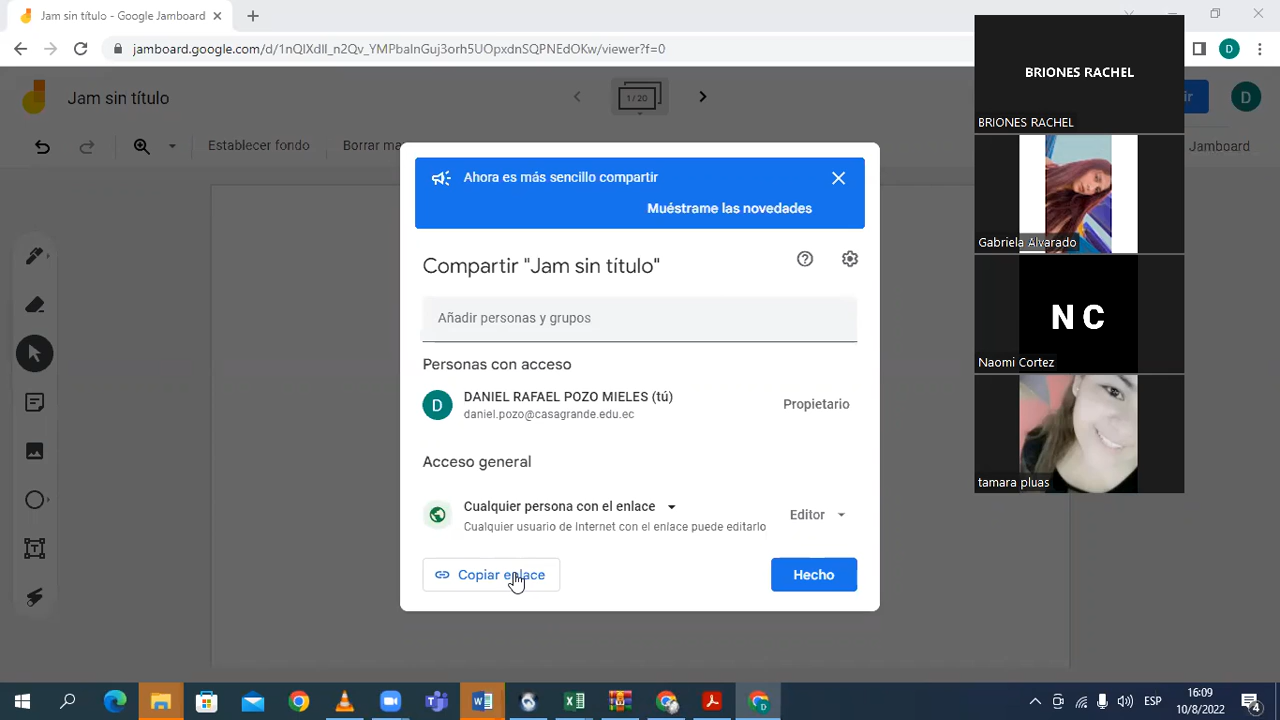 Jam sin título - Google Jamboard
jamboard.google.com/d/1nQlXdIl_n2Qv_YMPbaInGuj3orh5UOpxdnSQPNEdOKw/viewer?f=0
D
Jam sin título
1/20
ir
D
Establecer fondo
Borrar ma
Jamboard
Ahora es más sencillo compartir
Muéstrame las novedades
Compartir "Jam sin título"
Añadir personas y grupos
Personas con acceso
D
DANIEL RAFAEL POZO MIELES (tú)
daniel.pozo@casagrande.edu.ec
Propietario
Acceso general
Cualquier persona con el enlace
Cualquier usuario de Internet con el enlace puede editarlo
Editor
Copiar enlace
Hecho
BRIONES RACHEL
BRIONES RACHEL
Gabriela Alvarado
N C
Naomi Cortez
tamara pluas
ESP
16:09
10/8/2022
4